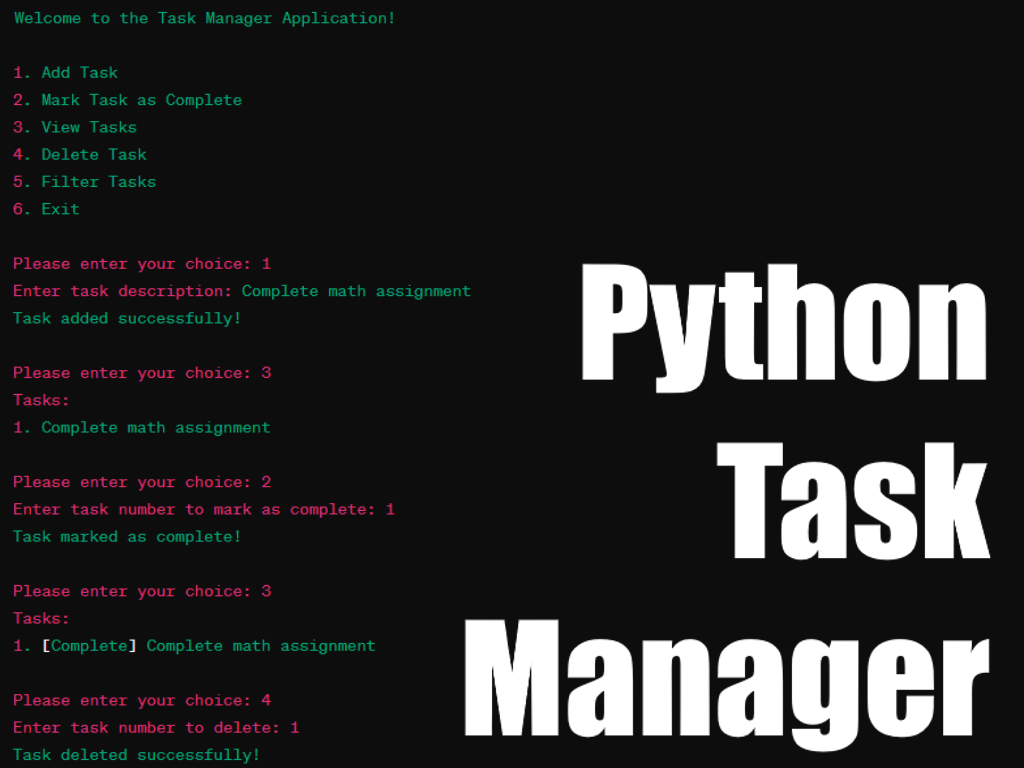 Welcome to the Task Manager Application!
1. Add Task
2. Mark Task as Complete
3. View Tasks
4. Delete Task
5. Filter Tasks
6. Exit
Please enter your choice: 1
Enter task description: Complete math assignment
Task added successfully!
Please enter your choice: 3
Tasks:
1. Complete math assignment
Please enter your choice: 2
Enter task number to mark as complete: 1
Task marked as complete!
Please enter your choice: 3
Tasks:
1. [Complete] Complete math assignment
Please enter your choice: 4
Enter task number to delete: 1
Task deleted successfully!
Python
Task
Manager